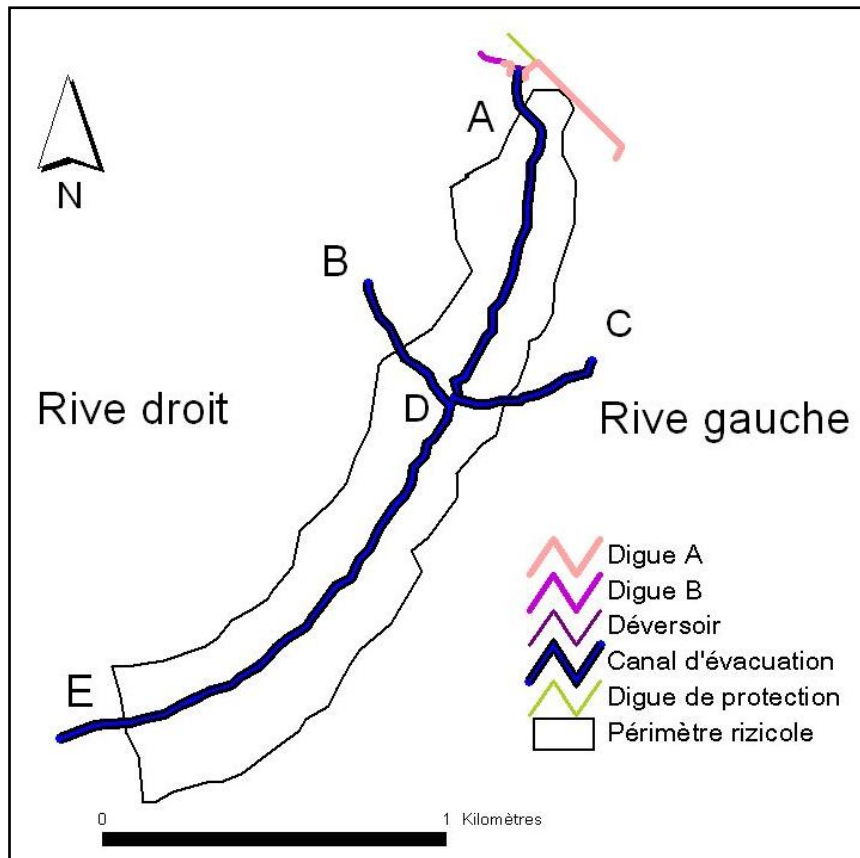 A
N
B
C
Rive droit
D
Rive gauche
Digue A
Digue B
Déversoir
Canal d'évacuation
Digue de protection
Périmètre rizicole
E
0 1 Kilomètres